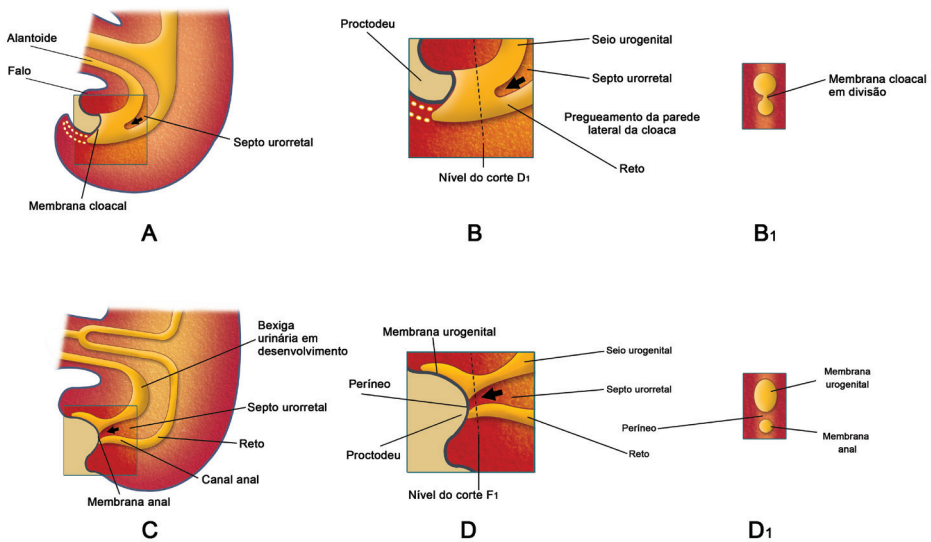 Alantoide
Falo
Septo urorretal
Membrana cloacal
A
Proctodeu
Seio urogenital
Septo urorretal
Pregueamento da parede
lateral da cloaca
Reto
Nível do corte D1
B
Membrana cloacal
em divisão
B1
Bexiga
urinária em
desenvolvimento
Septo urorretal
Reto
Canal anal
Membrana anal
C
Membrana urogenital
Seio urogenital
Períneo
Septo urorretal
Proctodeu
Reto
Nível do corte F1
D
Membrana
urogenital
Períneo
Membrana
anal
D1